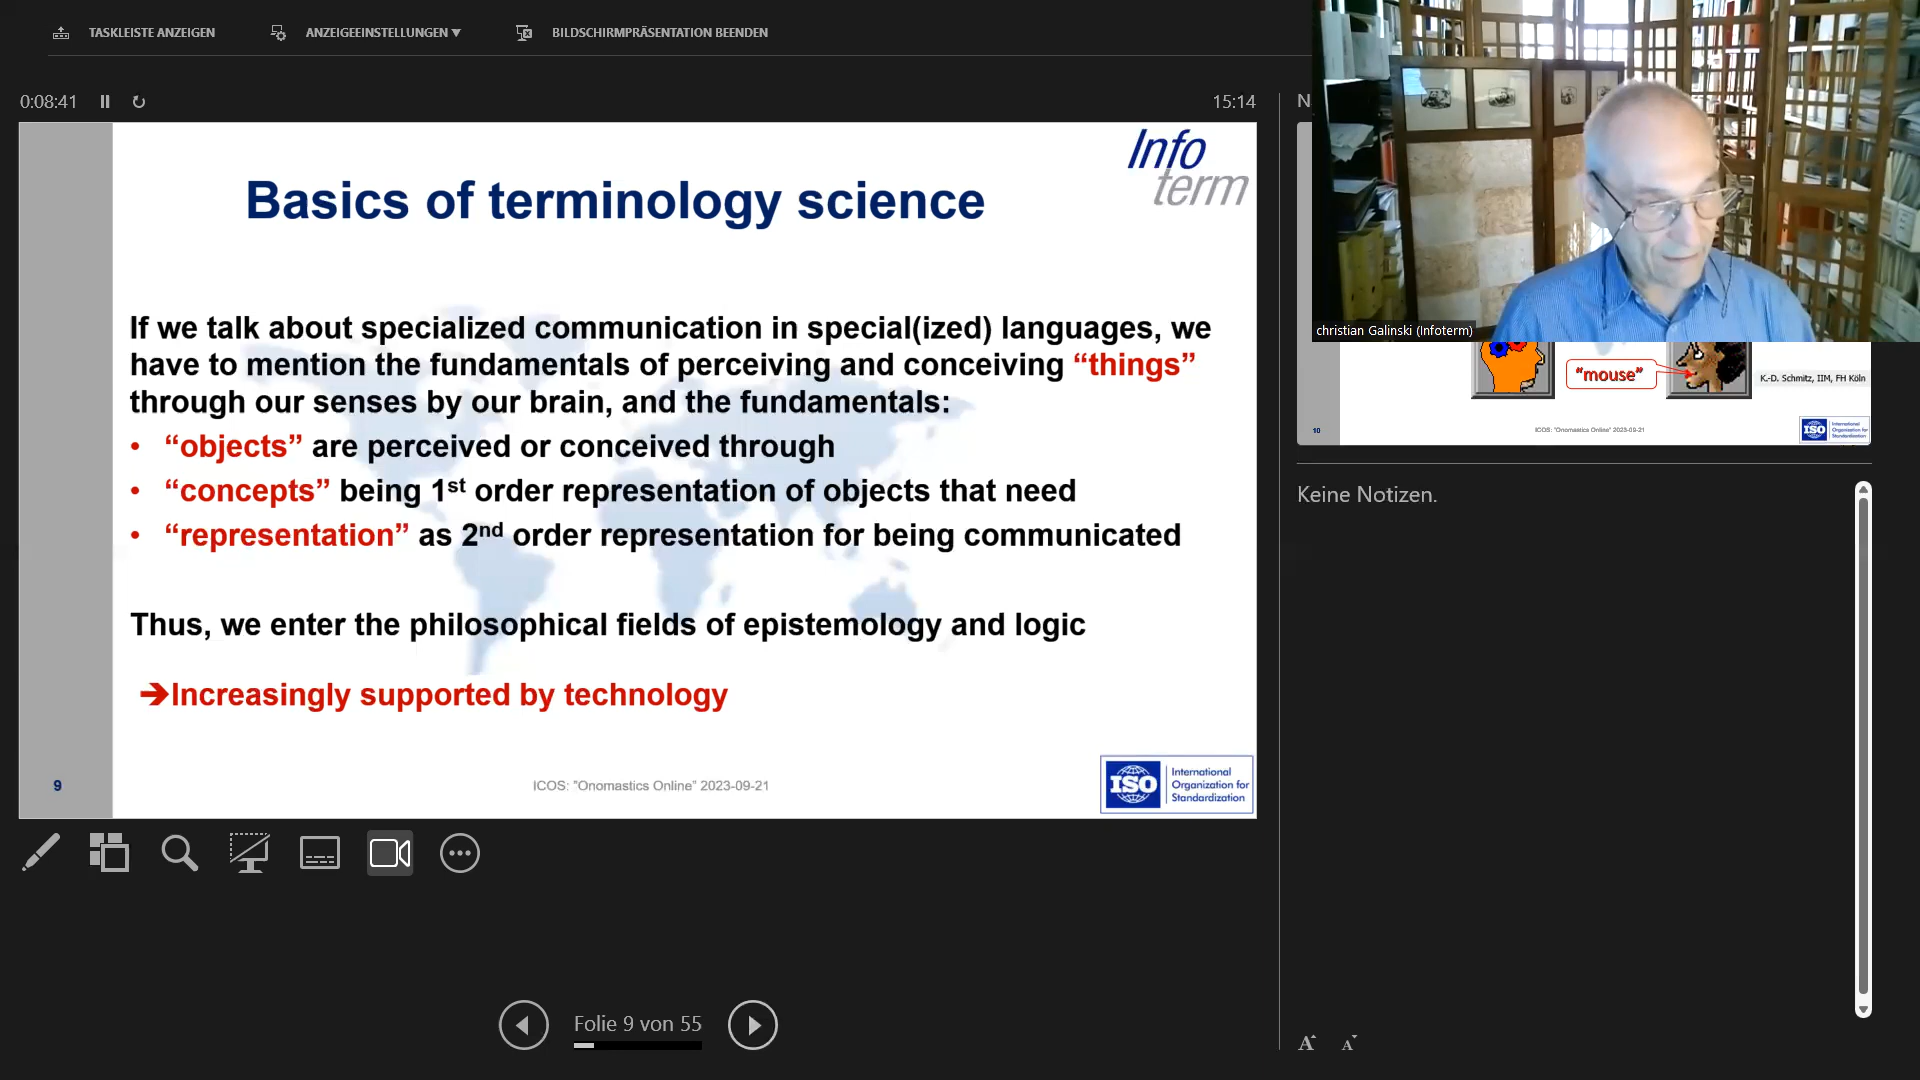 TASKLEISTE ANZEIGEN
ANZEIGEEINSTELLUNGEN ▼
BILDSCHIRMPRÄSENTATION BEENDEN
0:08:41
15:14
Info
term
Basics of terminology science
If we talk about specialized communication in special(ized) languages, we
have to mention the fundamentals of perceiving and conceiving “things”
through our senses by our brain, and the fundamentals:
• “objects” are perceived or conceived through
• “concepts” being 1st order representation of objects that need
• “representation” as 2nd order representation for being communicated
Thus, we enter the philosophical fields of epistemology and logic
➔Increasingly supported by technology
9
ICOS: "Onomastics Online" 2023-09-21
ISO
International
Organization for
Standardization
Folie 9 von 55
N
christian Galinski (Infoterm)
“mouse”
K.-D. Schmitz, IIM, FH Köln
10
ICOS: "Onomastics Online" 2023-09-21
ISO
International
Organization for
Standardization
Keine Notizen.
A
A